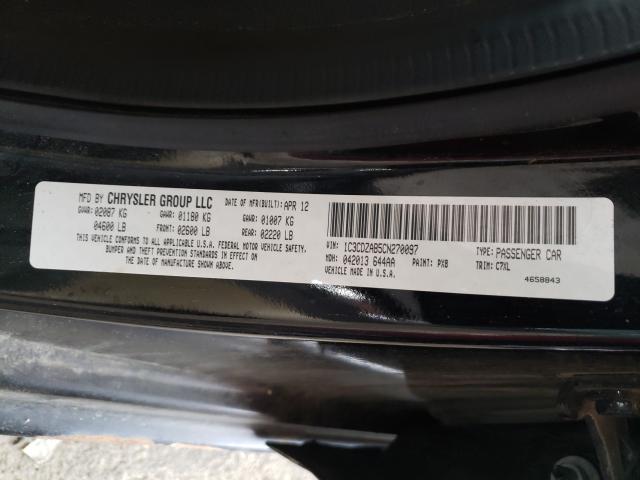 MFD BY CHRYSLER GROUP LLC DATE OF MFR(BUILT): APR 12
GVWR: 02087 KG GAWR: 01180 KG GAWR: 01007 KG
04600 LB FRONT: 02600 LB REAR: 02220 LB
THIS VEHICLE CONFORMS TO ALL APPLICABLE U.S.A. FEDERAL MOTOR VEHICLE SAFETY,
BUMPER AND THEFT PREVENTION STANDARDS IN EFFECT ON
THE DATE OF MANUFACTURE SHOWN ABOVE.
VIN: 1C3CDZAB5CN270097 TYPE: PASSENGER CAR
MDH: 042013 644AA PAINT: PX8 TRIM: C7XL
VEHICLE MADE IN U.S.A.
4658843